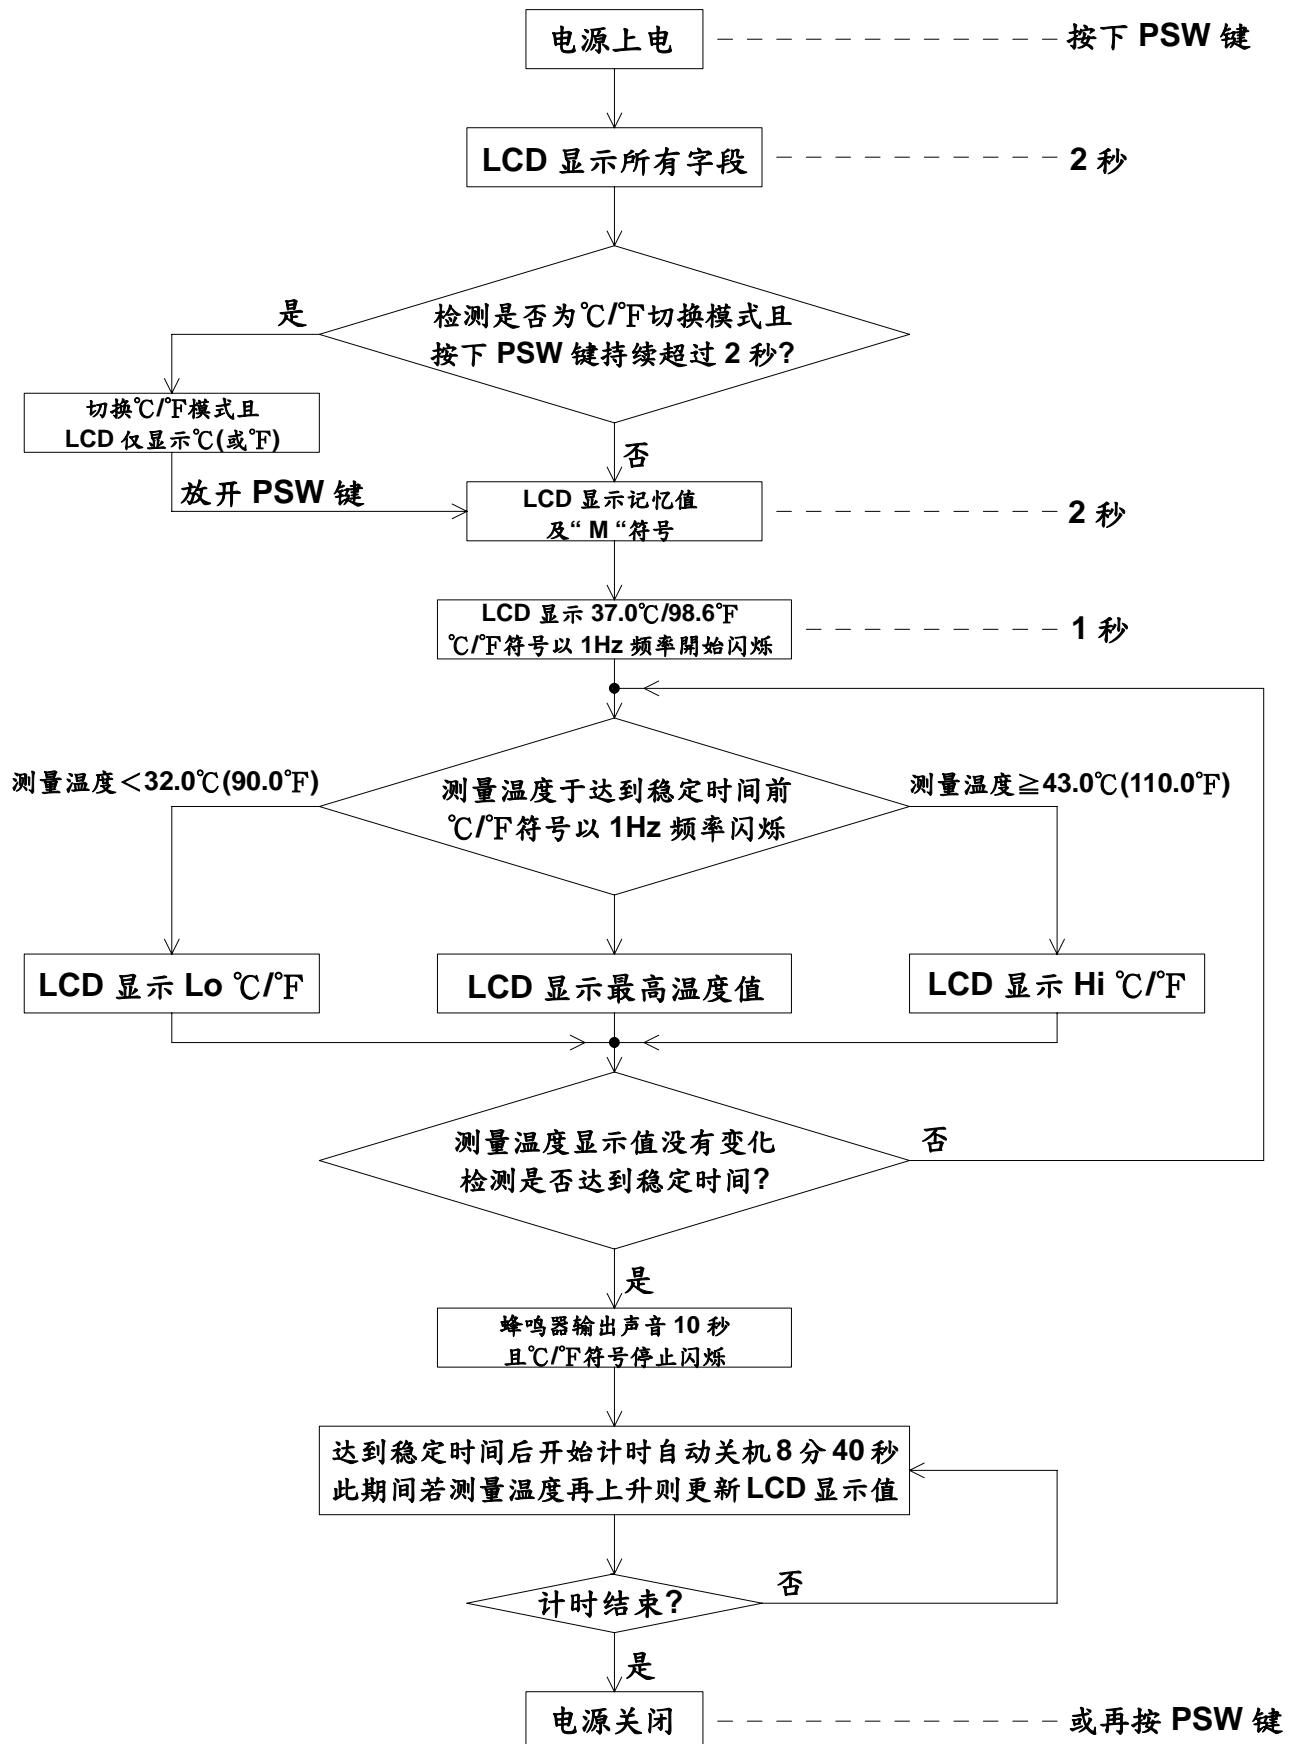 电源上电
按下 PSW 键
LCD 显示所有字段
2 秒
是
检测是否为℃/℉切换模式且
按下 PSW 键持续超过 2 秒?
切换℃/℉模式且
LCD 仅显示℃(或℉)
否
放开 PSW 键
LCD 显示记忆值
及“ M “符号
2 秒
LCD 显示 37.0℃/98.6℉
℃/℉符号以 1Hz 频率開始闪烁
1 秒
测量温度＜32.0℃(90.0℉)
测量温度于达到稳定时间前
℃/℉符号以 1Hz 频率闪烁
测量温度≧43.0℃(110.0℉)
LCD 显示 Lo ℃/℉
LCD 显示最高温度值
LCD 显示 Hi ℃/℉
测量温度显示值没有变化
检测是否达到稳定时间?
否
是
蜂鸣器输出声音 10 秒
且℃/℉符号停止闪烁
达到稳定时间后开始计时自动关机 8 分 40 秒
此期间若测量温度再上升则更新 LCD 显示值
计时结束?
否
是
电源关闭
或再按 PSW 键